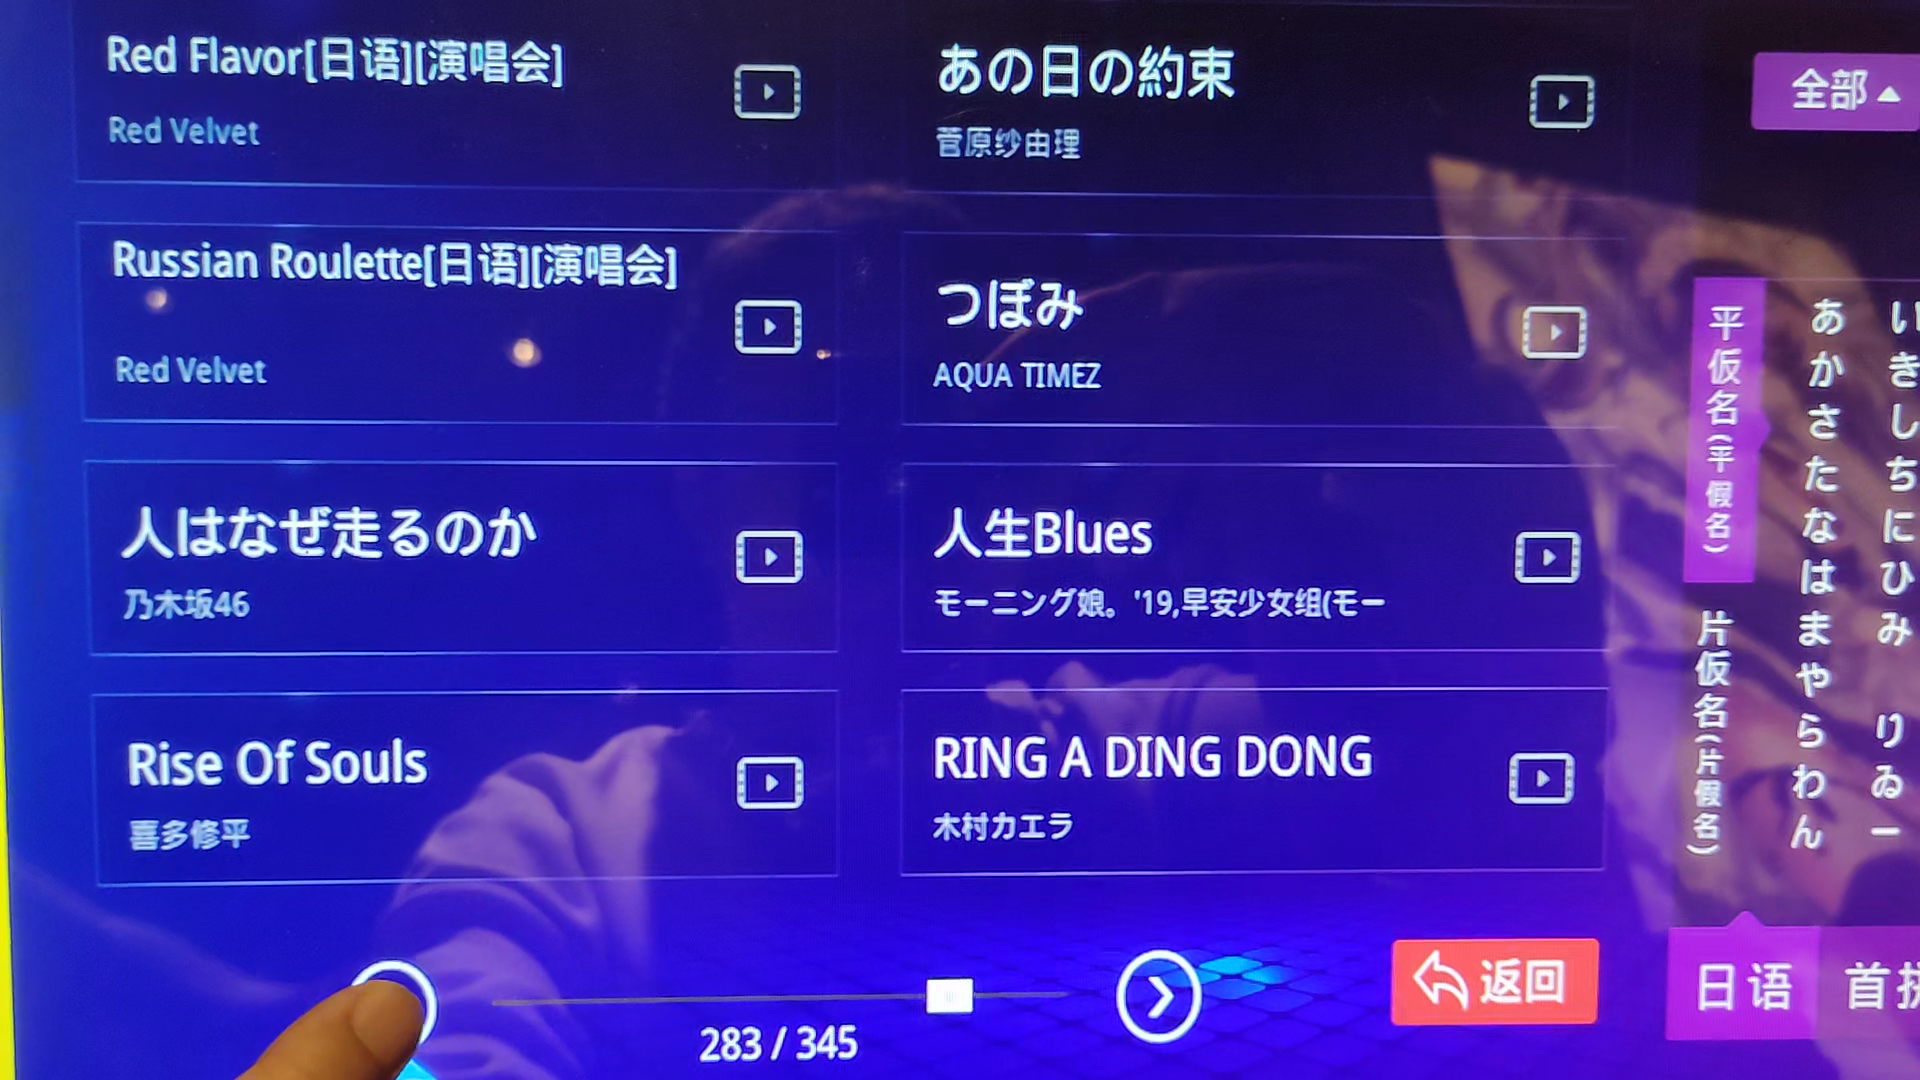 Red Flavor[日语][演唱会]
Red Velvet
あの日の約束
菅原纱由理
全部
Russian Roulette[日语][演唱会]
Red Velvet
つぼみ
AQUA TIMEZ
人はなぜ走るのか
乃木坂46
人生Blues
モーニング娘。'19,早安少女组(モー
Rise Of Souls
喜多修平
RING A DING DONG
木村カエラ
平仮名(平假名)
片仮名(片假名)
あかさたなはまやらわん
いきしちにひみ りゐー
283 / 345
返回
日语
首